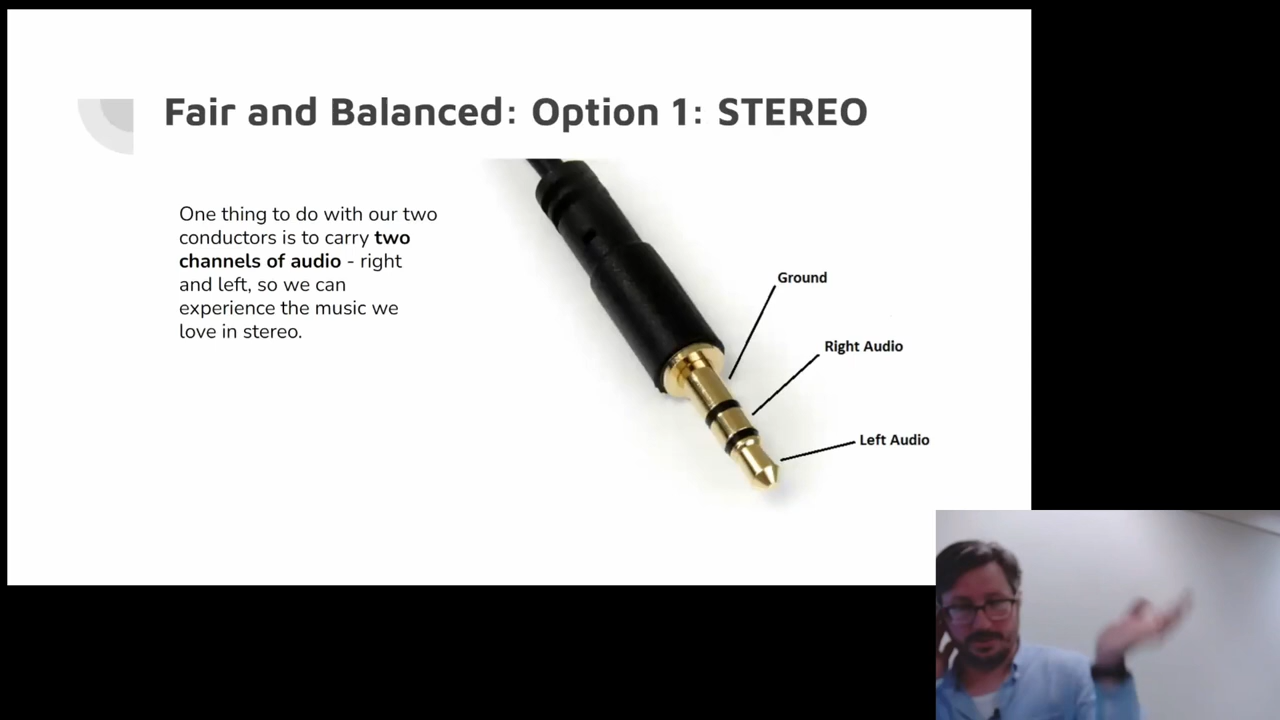 Fair and Balanced: Option 1: STEREO
One thing to do with our two
conductors is to carry two
channels of audio - right
and left, so we can
experience the music we
love in stereo.
Ground
Right Audio
Left Audio